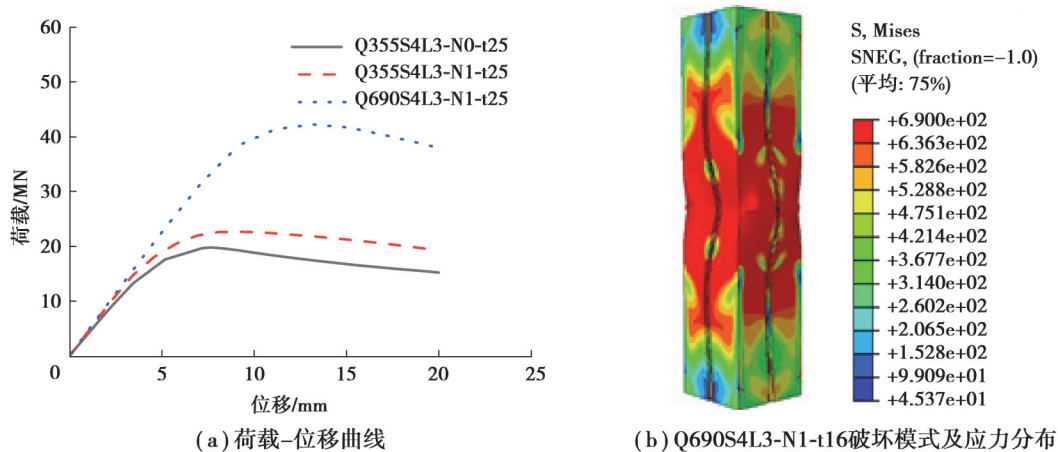 荷载/MN
60
50
40
30
20
10
0
5
10
15
20
25
位移/mm
Q355S4L3-N0-t25
Q355S4L3-N1-t25
Q690S4L3-N1-t25
(a)荷载-位移曲线
S, Mises
SNEG, (fraction=-1.0)
(平均: 75%)
+6.900e+02
+6.363e+02
+5.826e+02
+5.288e+02
+4.751e+02
+4.214e+02
+3.677e+02
+3.140e+02
+2.602e+02
+2.065e+02
+1.528e+02
+9.909e+01
+4.537e+01
(b)Q690S4L3-N1-t16破坏模式及应力分布